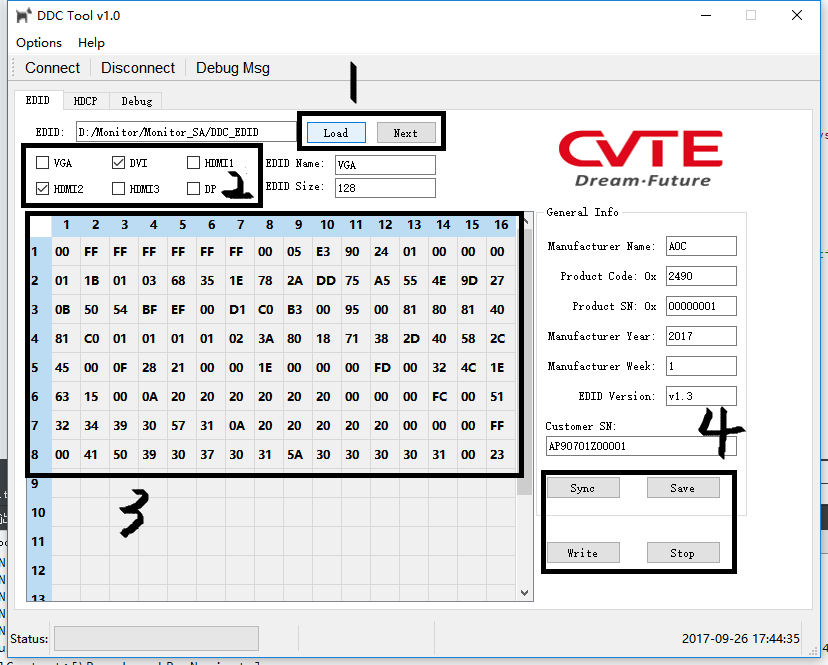 DDC Tool v1.0
Options Help
Connect Disconnect Debug Msg
1
EDID HDCP Debug
EDID: D:/Monitor/Monitor_SA/DDC_EDID Load Next
CVTE
Dream·Future
VGA DVI HDMI1 EDID Name: VGA
HDMI2 HDMI3 DP 2 EDID Size: 128
General Info
1 2 3 4 5 6 7 8 9 10 11 12 13 14 15 16
1 00 FF FF FF FF FF FF 00 05 E3 90 24 01 00 00 00
2 01 1B 01 03 68 35 1E 78 2A DD 75 A5 55 4E 9D 27
3 0B 50 54 BF EF 00 D1 C0 B3 00 95 00 81 80 81 40
4 81 C0 01 01 01 01 02 3A 80 18 71 38 2D 40 58 2C
5 45 00 0F 28 21 00 00 1E 00 00 00 FD 00 32 4C 1E
6 63 15 00 0A 20 20 20 20 20 20 00 00 00 FC 00 51
7 32 34 39 30 57 31 0A 20 20 20 20 20 00 00 00 FF
8 00 41 50 39 30 37 30 31 5A 30 30 30 30 31 00 23
9
10
11
12
13
3
Manufacturer Name: AOC
Product Code: 0x 2490
Product SN: 0x 00000001
Manufacturer Year: 2017
Manufacturer Week: 1
EDID Version: v1.3
Customer SN:
AP90701Z00001
4
Sync Save
Write Stop
Status: 2017-09-26 17:44:35